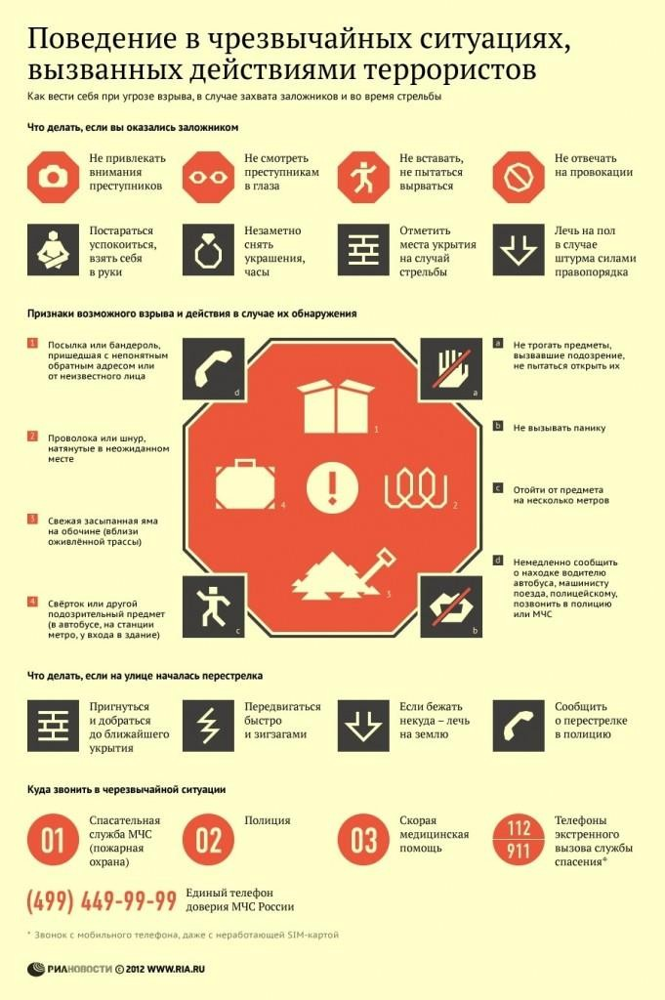 Поведение в чрезвычайных ситуациях,
вызванных действиями террористов
Как вести себя при угрозе взрыва, в случае захвата заложников и во время стрельбы
Что делать, если вы оказались заложником
Не привлекать
внимания
преступников
Не смотреть
преступникам
в глаза
Не вставать,
не пытаться
вырваться
Не отвечать
на провокации
Постараться
успокоиться,
взять себя
в руки
Незаметно
снять
украшения,
часы
Отметить
места укрытия
на случай
стрельбы
Лечь на пол
в случае
штурма силами
правопорядка
Признаки возможного взрыва и действия в случае их обнаружения
1 Посылка или бандероль,
пришедшая с непонятным
обратным адресом или
от неизвестного лица
2 Проволока или шнур,
натянутые в неожиданном
месте
3 Свежая засыпанная яма
на обочине (вблизи
оживлённой трассы)
4 Свёрток или другой
подозрительный предмет
(в автобусе, на станции
метро, у входа в здание)
d
a
1
4
!
2
3
c
b
a Не трогать предметы,
вызвавшие подозрение,
не пытаться открыть их
b Не вызывать панику
c Отойти от предмета
на несколько метров
d Немедленно сообщить
о находке водителю
автобуса, машинисту
поезда, полицейскому,
позвонить в полицию
или МЧС
Что делать, если на улице началась перестрелка
Пригнуться
и добраться
до ближайшего
укрытия
Передвигаться
быстро
и зигзагами
Если бежать
некуда – лечь
на землю
Сообщить
о перестрелке
в полицию
Куда звонить в черезвычайной ситуации
01
Спасательная
служба МЧС
(пожарная
охрана)
02
Полиция
03
Скорая
медицинская
помощь
112
911
Телефоны
экстренного
вызова службы
спасения*
(499) 449-99-99
Единый телефон
доверия МЧС России
* Звонок с мобильного телефона, даже с неработающей SIM-картой
РИАНОВОСТИ © 2012 WWW.RIA.RU